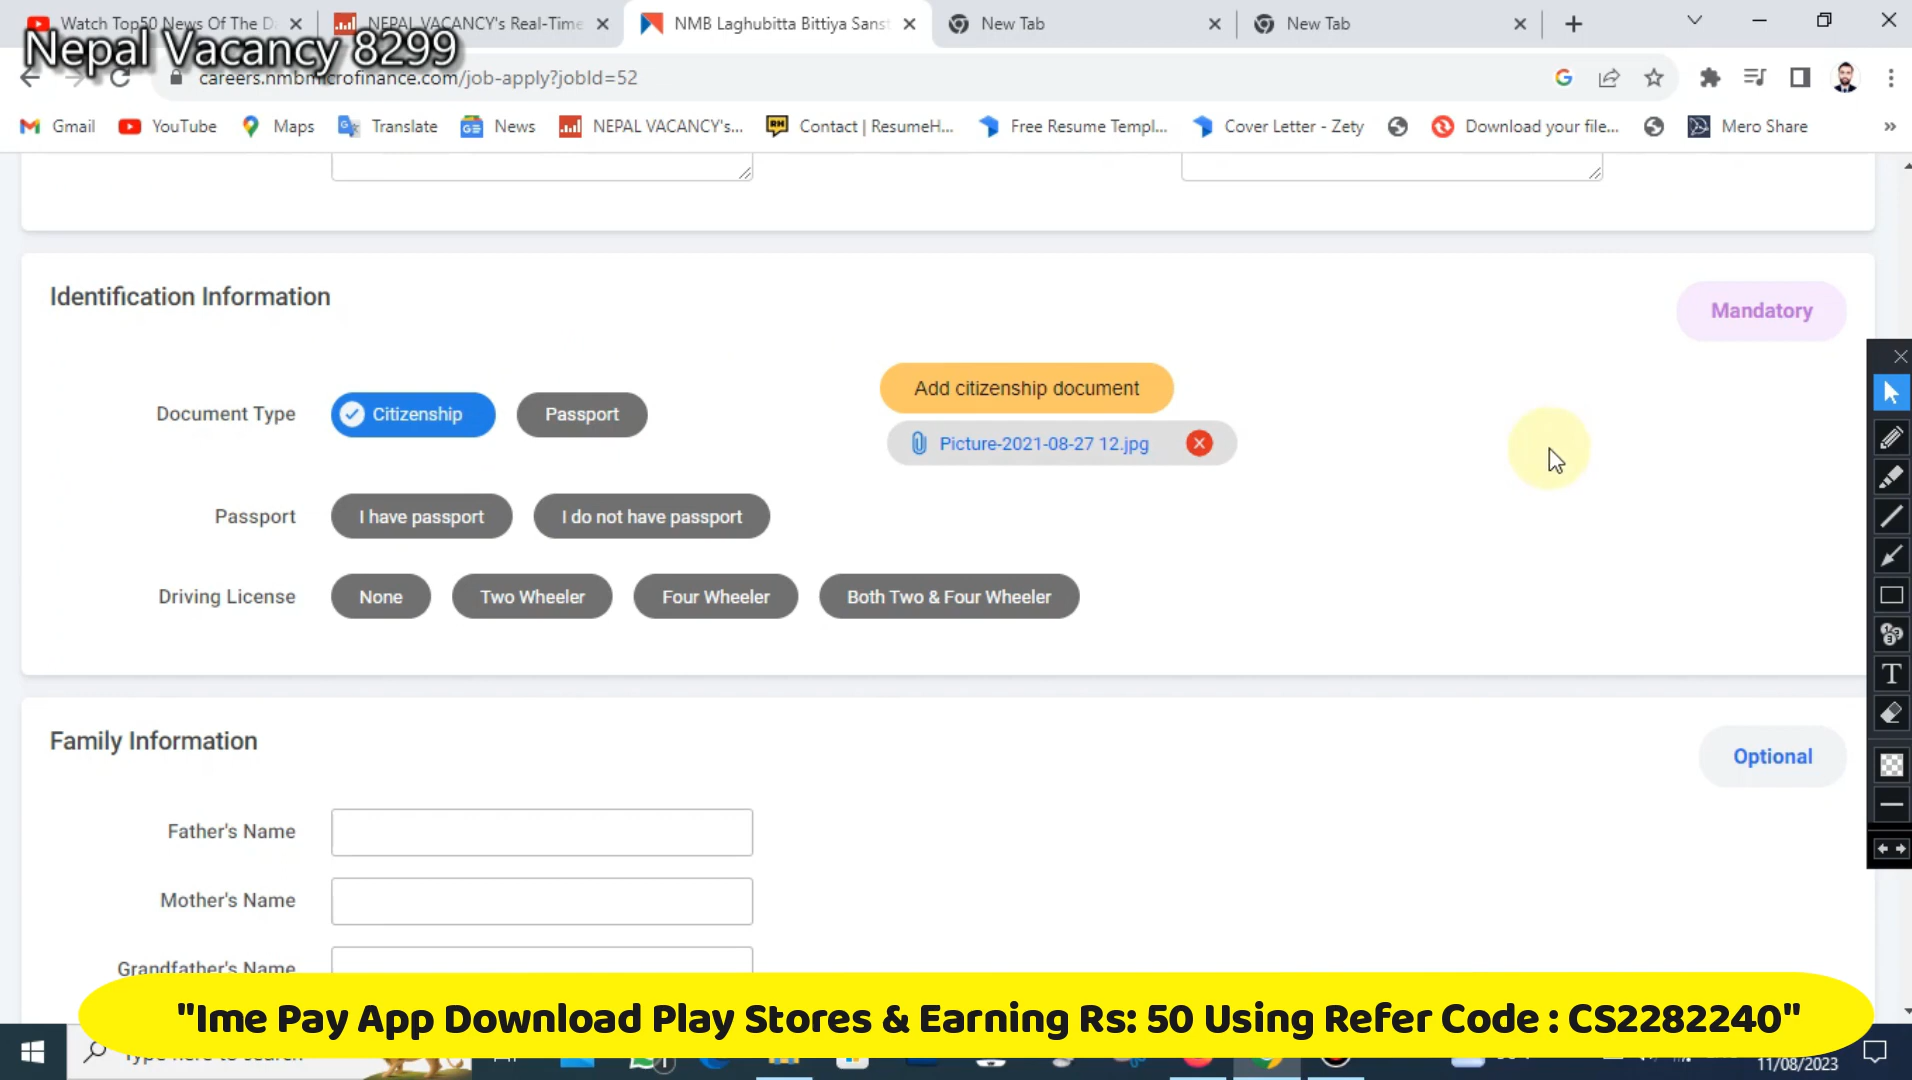 Watch Top50 News Of The D
NEPAL VACANCY's Real-Time
NMB Laghubitta Bittiya Sanst
New Tab
New Tab
Nepal Vacancy 8299
careers.nmbmicrofinance.com/job-apply?jobId=52
Gmail
YouTube
Maps
Translate
News
NEPAL VACANCY's...
Contact | ResumeH...
Free Resume Templ...
Cover Letter - Zety
Download your file...
Mero Share
»
Identification Information
Mandatory
Add citizenship document
Document Type
Citizenship
Passport
Picture-2021-08-27 12.jpg
Passport
I have passport
I do not have passport
Driving License
None
Two Wheeler
Four Wheeler
Both Two & Four Wheeler
Family Information
Optional
Father's Name
Mother's Name
Grandfather's Name
"Ime Pay App Download Play Stores & Earning Rs: 50 Using Refer Code : CS2282240"
Type here to search
11/08/2023